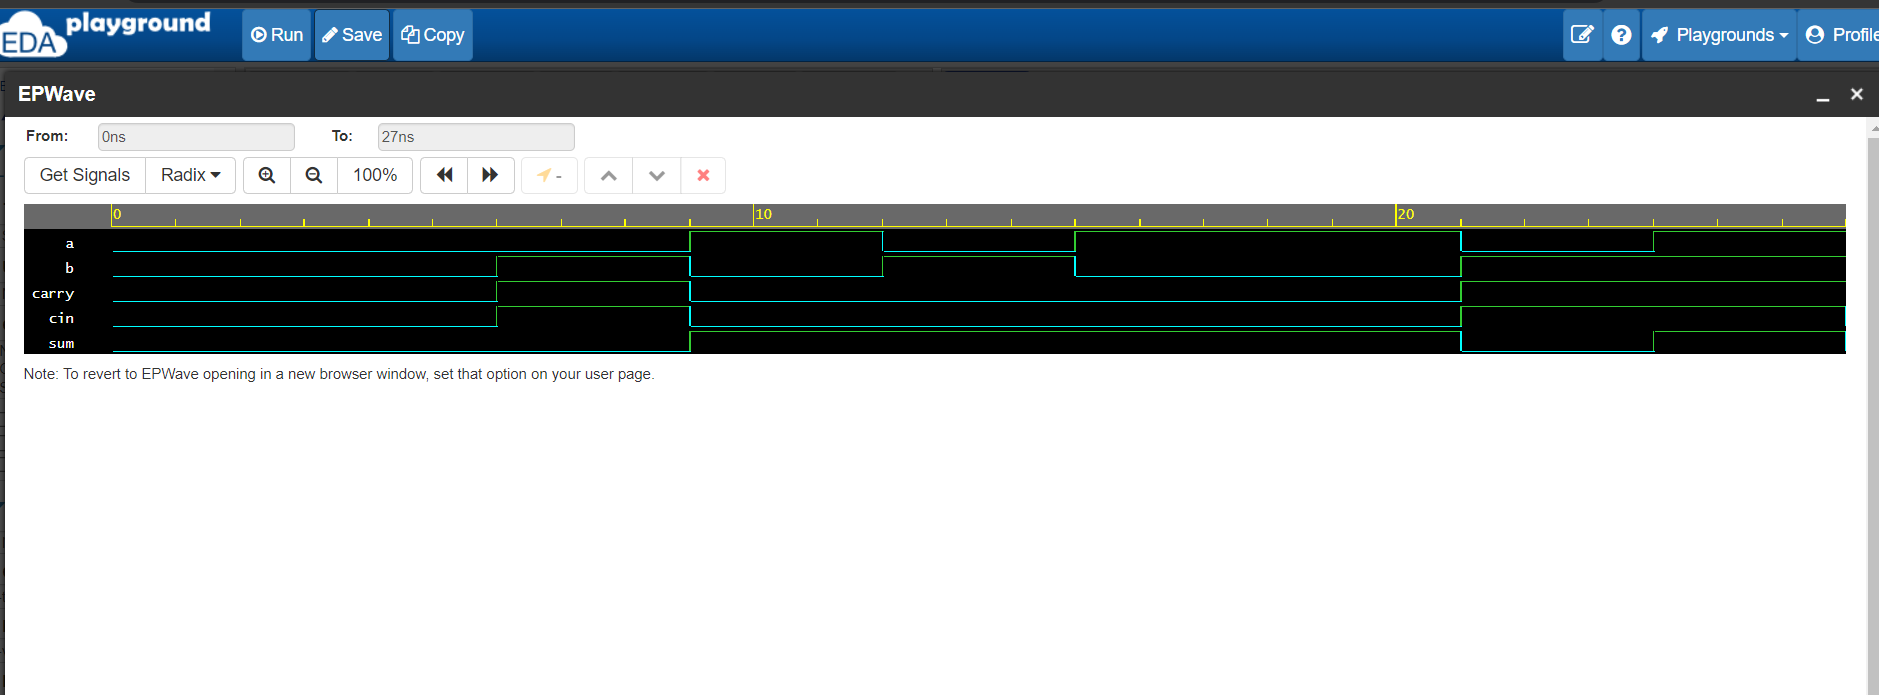 EDA playground Run Save Copy Playgrounds Profile
EPWave
From: 0ns To: 27ns
Get Signals Radix 100% -
0 10 20
a
b
carry
cin
sum
Note: To revert to EPWave opening in a new browser window, set that option on your user page.